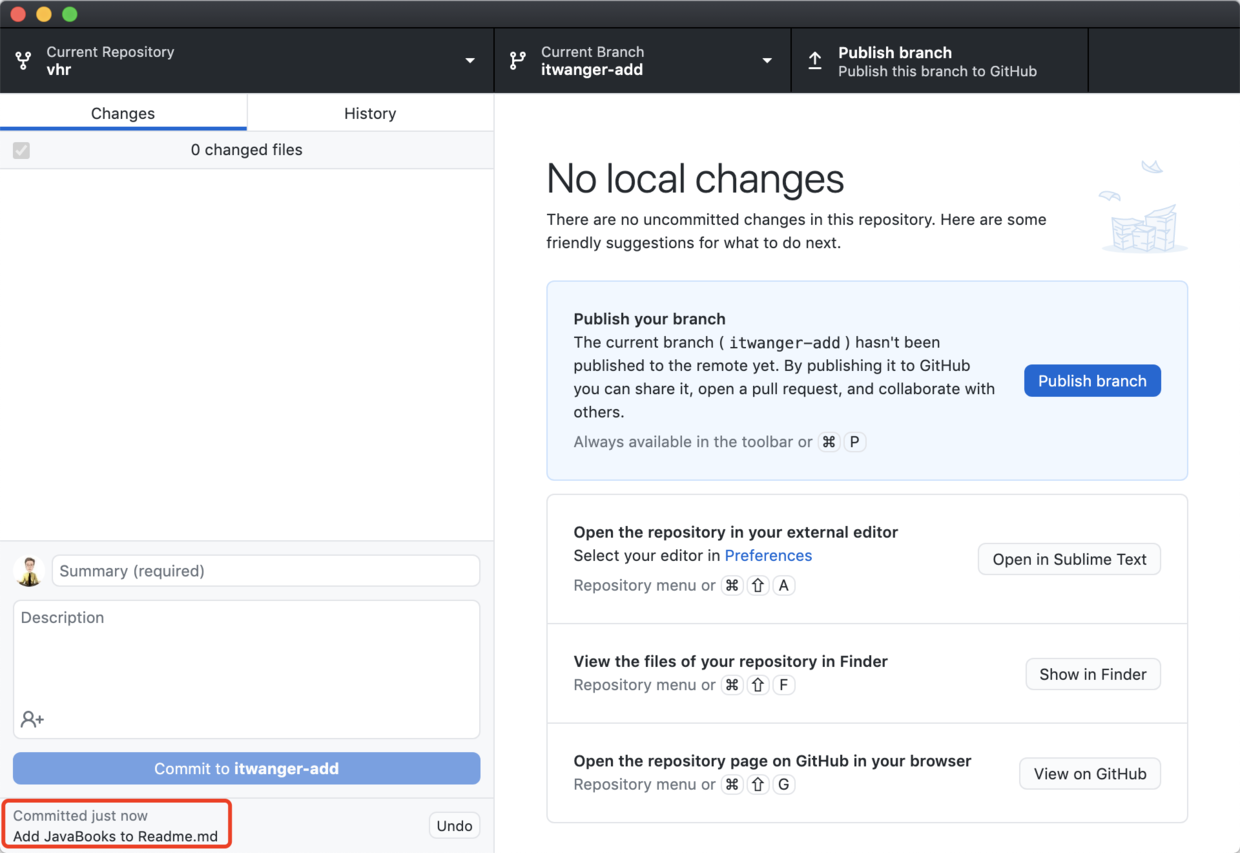 Current Repository
vhr
Current Branch
itwanger-add
Publish branch
Publish this branch to GitHub
Changes
History
0 changed files
No local changes
There are no uncommitted changes in this repository. Here are some
friendly suggestions for what to do next.
Publish your branch
The current branch ( itwanger-add ) hasn't been
published to the remote yet. By publishing it to GitHub
you can share it, open a pull request, and collaborate with
others.
Always available in the toolbar or ⌘ P
Publish branch
Open the repository in your external editor
Select your editor in Preferences
Repository menu or ⌘ ⇧ A
Open in Sublime Text
View the files of your repository in Finder
Repository menu or ⌘ ⇧ F
Show in Finder
Open the repository page on GitHub in your browser
Repository menu or ⌘ ⇧ G
View on GitHub
Summary (required)
Description
Commit to itwanger-add
Committed just now
Add JavaBooks to Readme.md
Undo